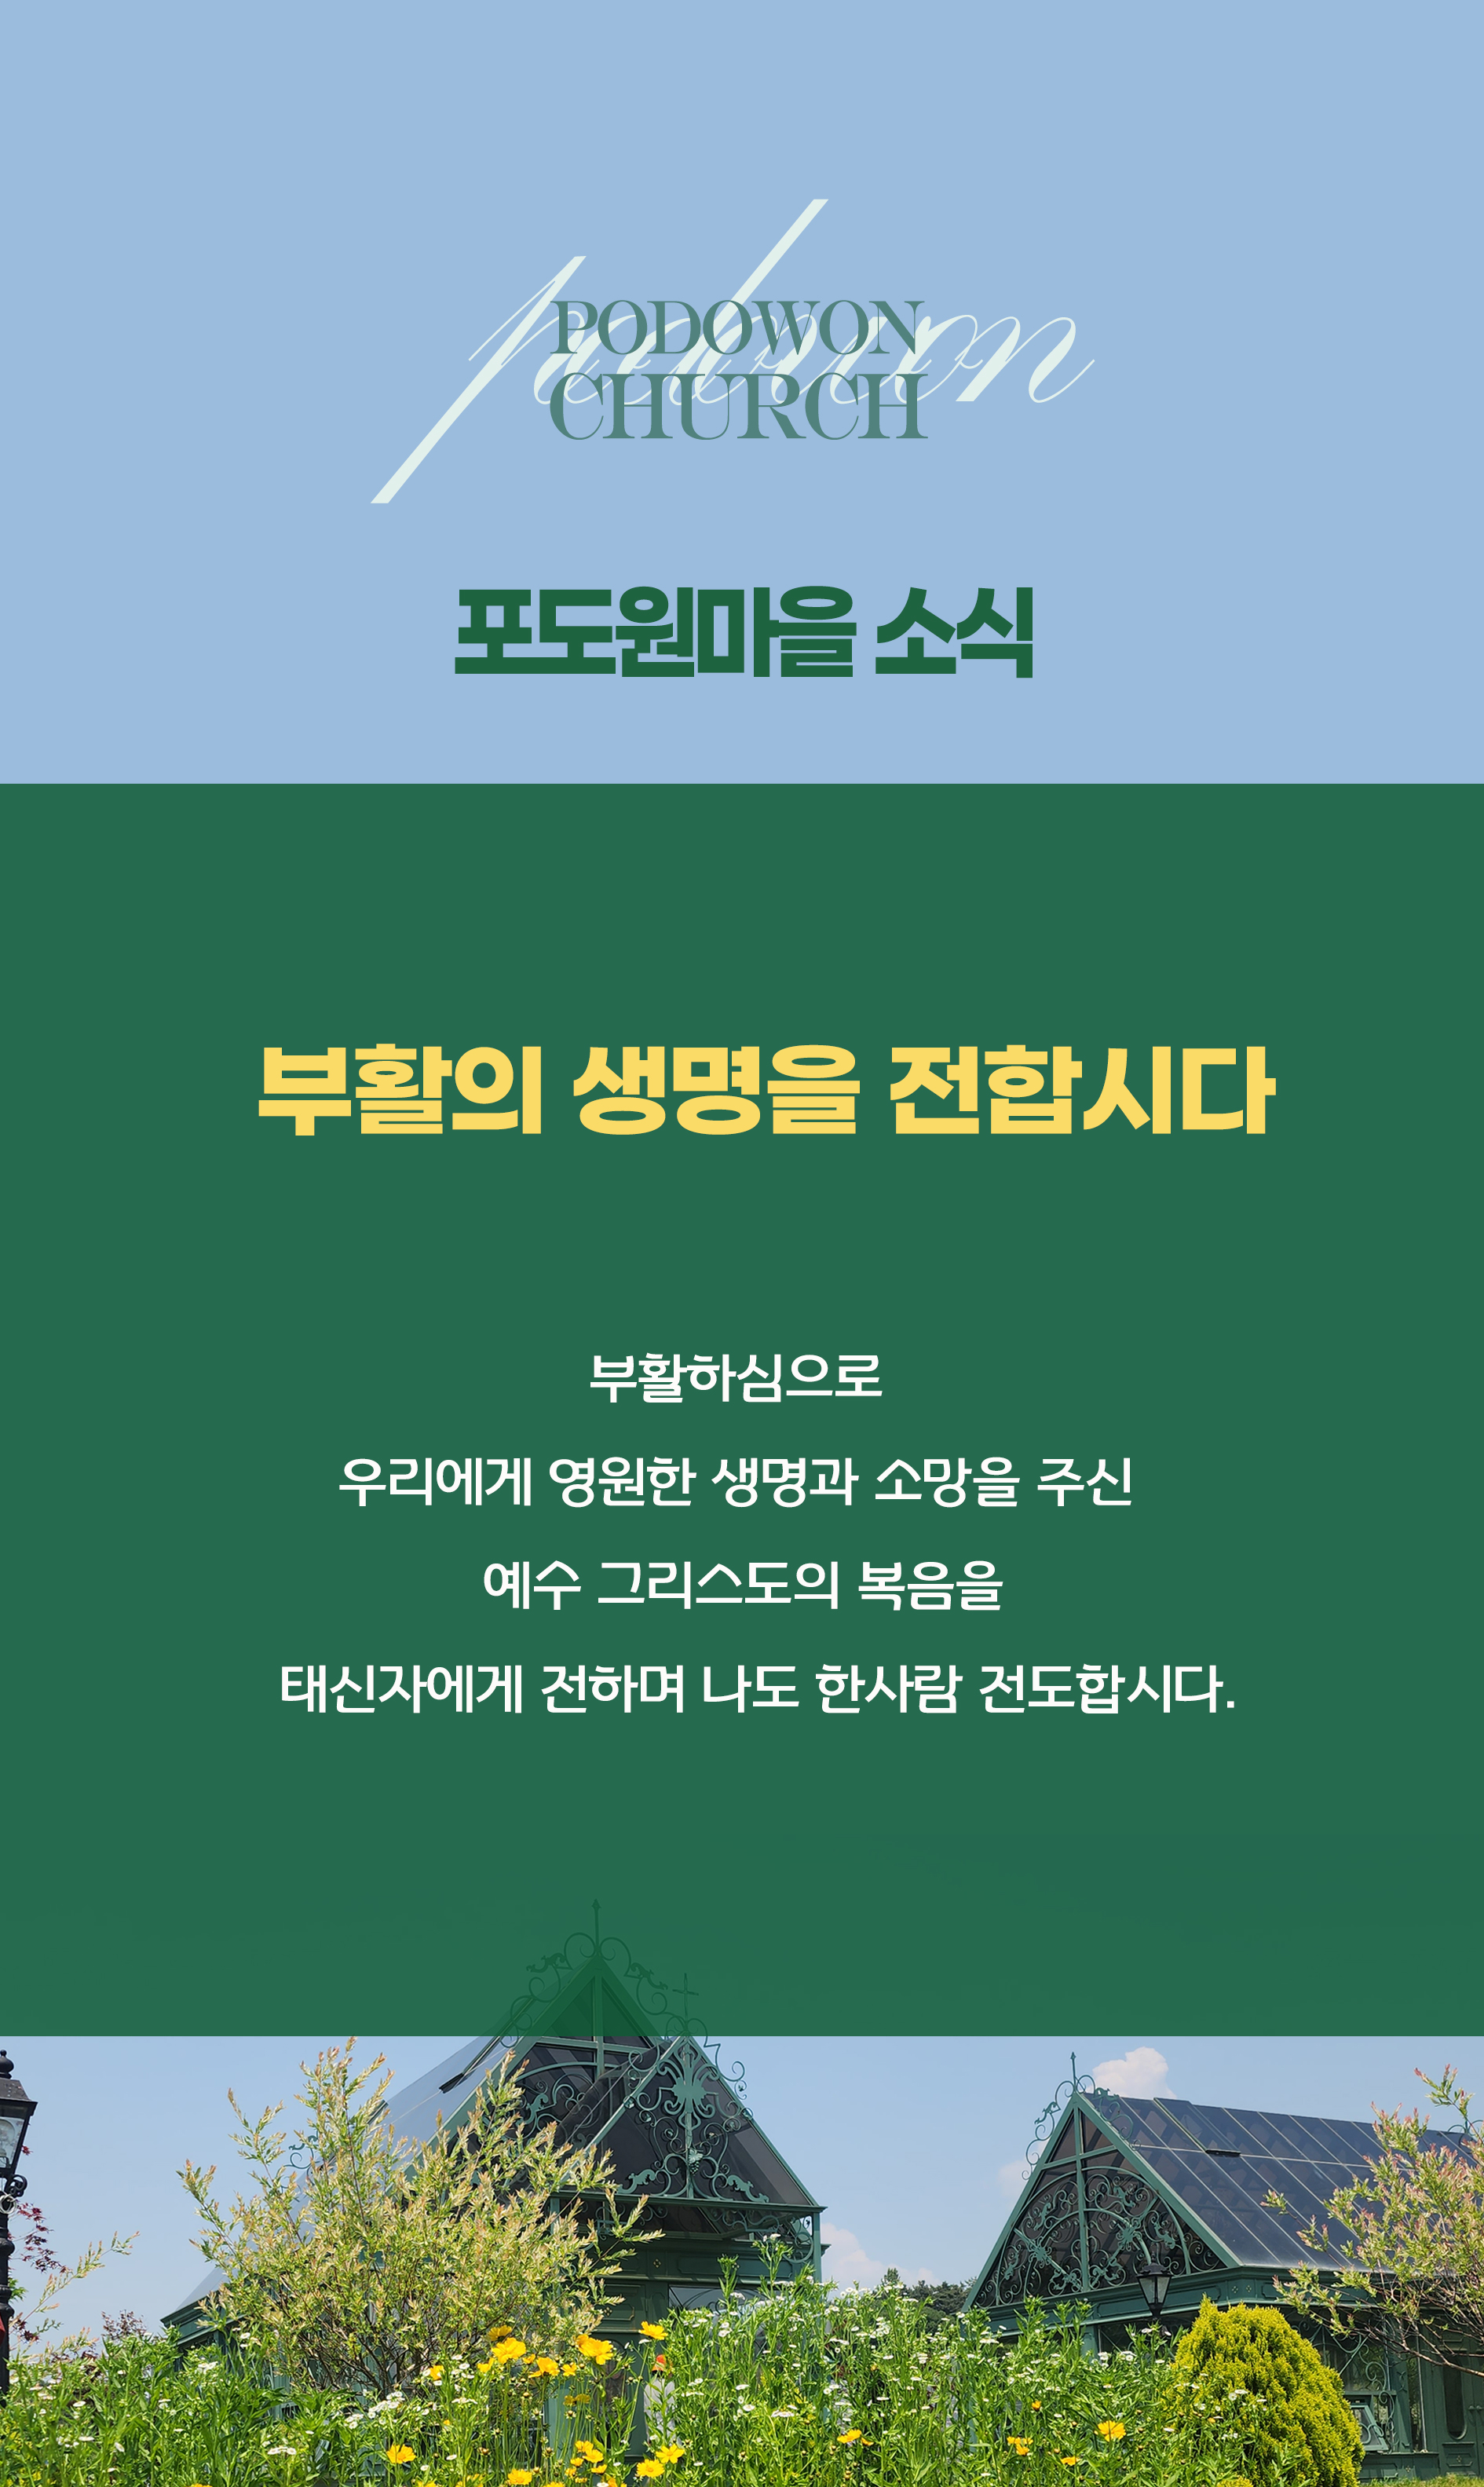 podowon
PODOWON
CHURCH
포도원마을 소식
부활의 생명을 전합시다
부활하심으로
우리에게 영원한 생명과 소망을 주신
예수 그리스도의 복음을
태신자에게 전하며 나도 한사람 전도합시다.